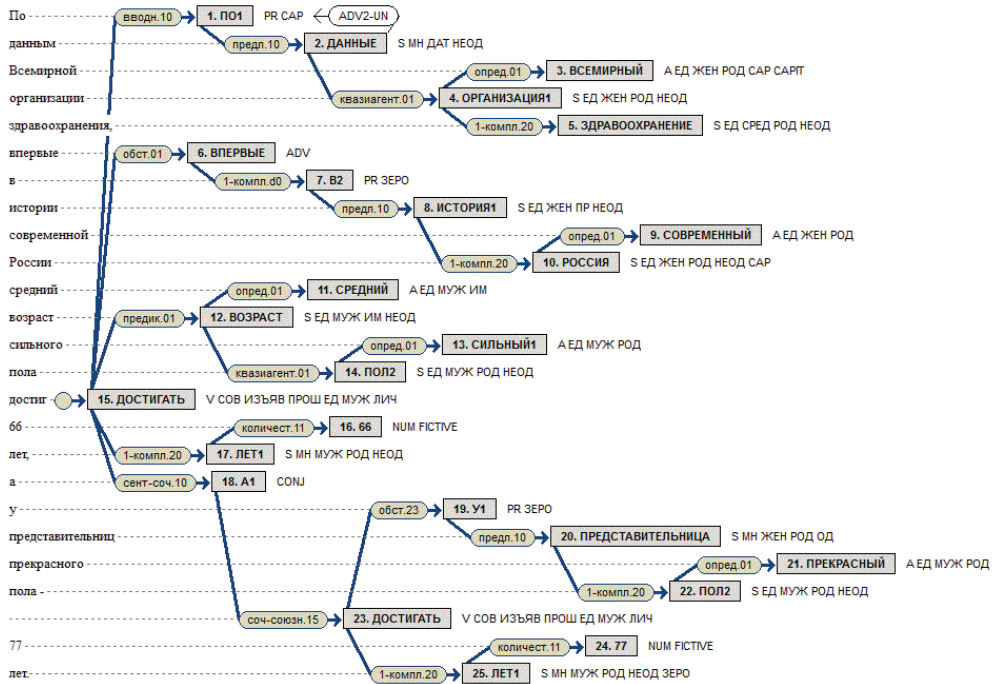 По вводн.10 1. ПО1 PR CAP ADV2-UN
данным предл.10 2. ДАННЫЕ S МН ДАТ НЕОД
Всемирной опред.01 3. ВСЕМИРНЫЙ A ЕД ЖЕН РОД CAP CAPIT
организации квазиагент.01 4. ОРГАНИЗАЦИЯ1 S ЕД ЖЕН РОД НЕОД
здравоохранения, 1-компл.20 5. ЗДРАВООХРАНЕНИЕ S ЕД СРЕД РОД НЕОД
впервые обст.01 6. ВПЕРВЫЕ ADV
в 1-компл.d0 7. В2 PR ЗЕРО
истории предл.10 8. ИСТОРИЯ1 S ЕД ЖЕН ПР НЕОД
современной опред.01 9. СОВРЕМЕННЫЙ A ЕД ЖЕН РОД
России 1-компл.20 10. РОССИЯ S ЕД ЖЕН РОД НЕОД CAP
средний опред.01 11. СРЕДНИЙ A ЕД МУЖ ИМ
возраст предик.01 12. ВОЗРАСТ S ЕД МУЖ ИМ НЕОД
сильного опред.01 13. СИЛЬНЫЙ1 A ЕД МУЖ РОД
пола квазиагент.01 14. ПОЛ2 S ЕД МУЖ РОД НЕОД
достиг 15. ДОСТИГАТЬ V СОВ ИЗЪЯВ ПРОШ ЕД МУЖ ЛИЧ
66 количест.11 16. 66 NUM FICTIVE
лет, 1-компл.20 17. ЛЕТ1 S МН МУЖ РОД НЕОД
а сент-соч.10 18. А1 CONJ
у обст.23 19. У1 PR ЗЕРО
представительниц предл.10 20. ПРЕДСТАВИТЕЛЬНИЦА S МН ЖЕН РОД ОД
прекрасного опред.01 21. ПРЕКРАСНЫЙ A ЕД МУЖ РОД
пола - 1-компл.20 22. ПОЛ2 S ЕД МУЖ РОД НЕОД
соч-союзн.15 23. ДОСТИГАТЬ V СОВ ИЗЪЯВ ПРОШ ЕД МУЖ ЛИЧ
77 количест.11 24. 77 NUM FICTIVE
лет. 1-компл.20 25. ЛЕТ1 S МН МУЖ РОД НЕОД ЗЕРО